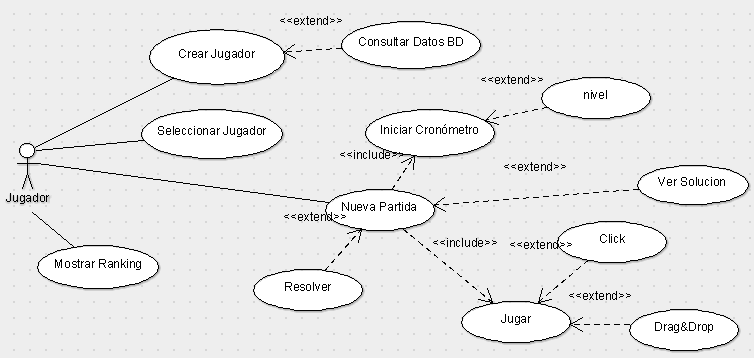 <<extend>>
Crear Jugador
Consultar Datos BD
<<extend>>
nivel
Seleccionar Jugador
Iniciar Cronómetro
<<include>>
<<extend>>
Jugador
Ver Solucion
Nueva Partida
<<extend>>
<<include>>
<<extend>>
Click
Mostrar Ranking
Resolver
<<extend>>
Jugar
Drag&Drop